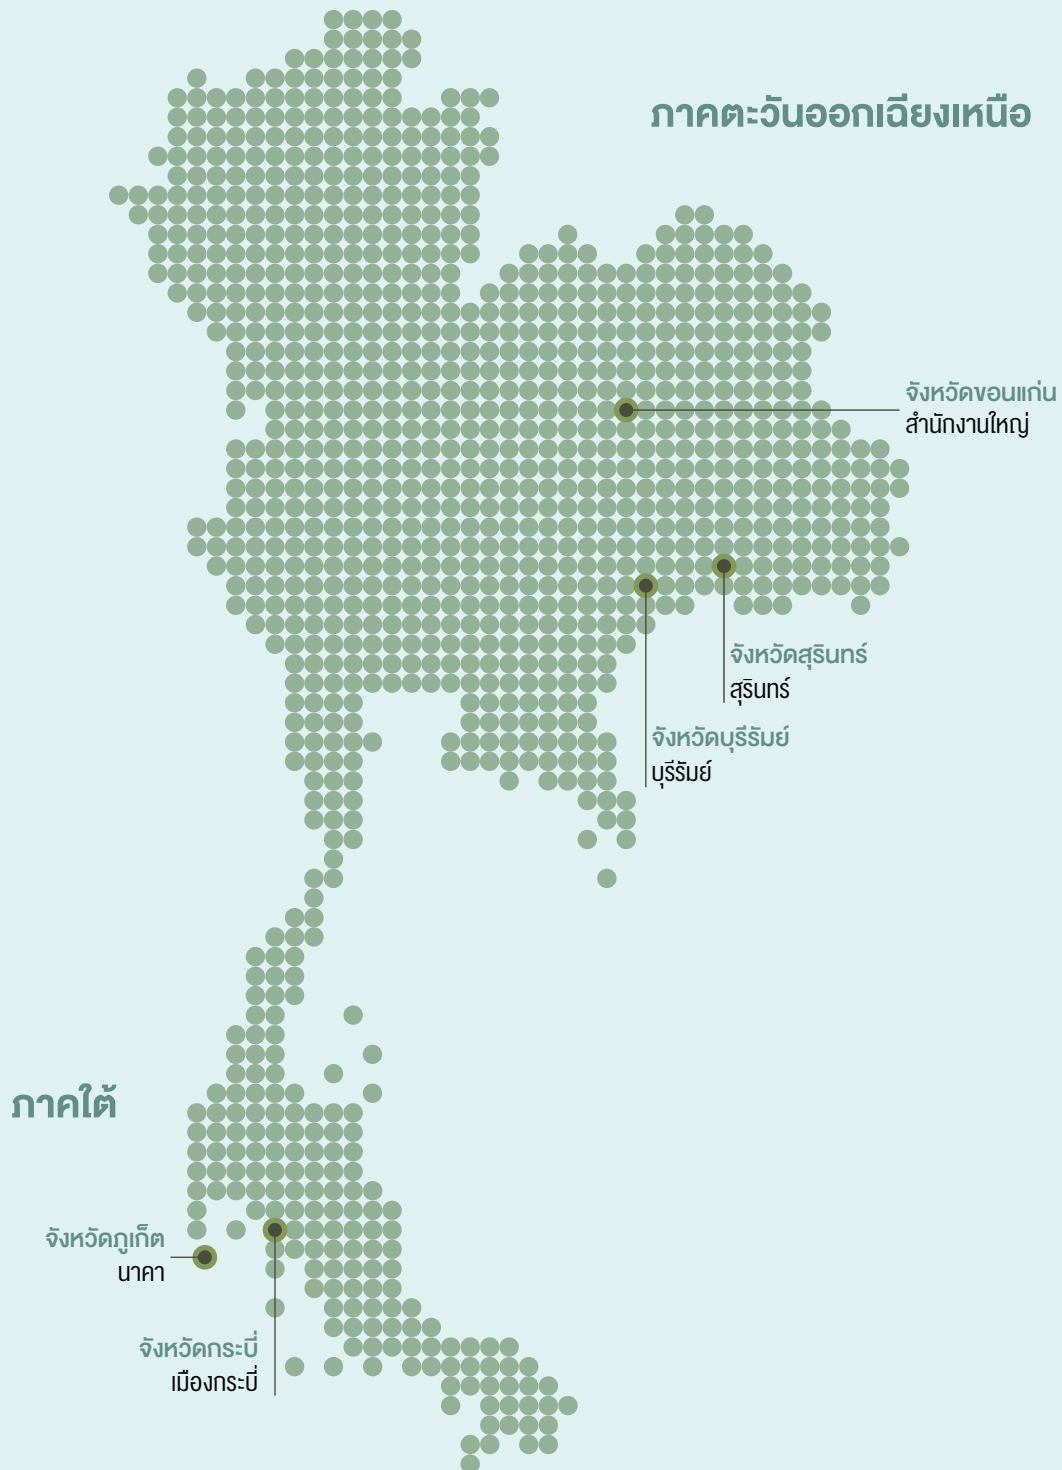 ภาคตะวันออกเฉียงเหนือ
จังหวัดขอนแก่น
สำนักงานใหญ่
จังหวัดสุรินทร์
สุรินทร์
จังหวัดบุรีรัมย์
บุรีรัมย์
ภาคใต้
จังหวัดภูเก็ต
นาคา
จังหวัดกระบี่
เมืองกระบี่